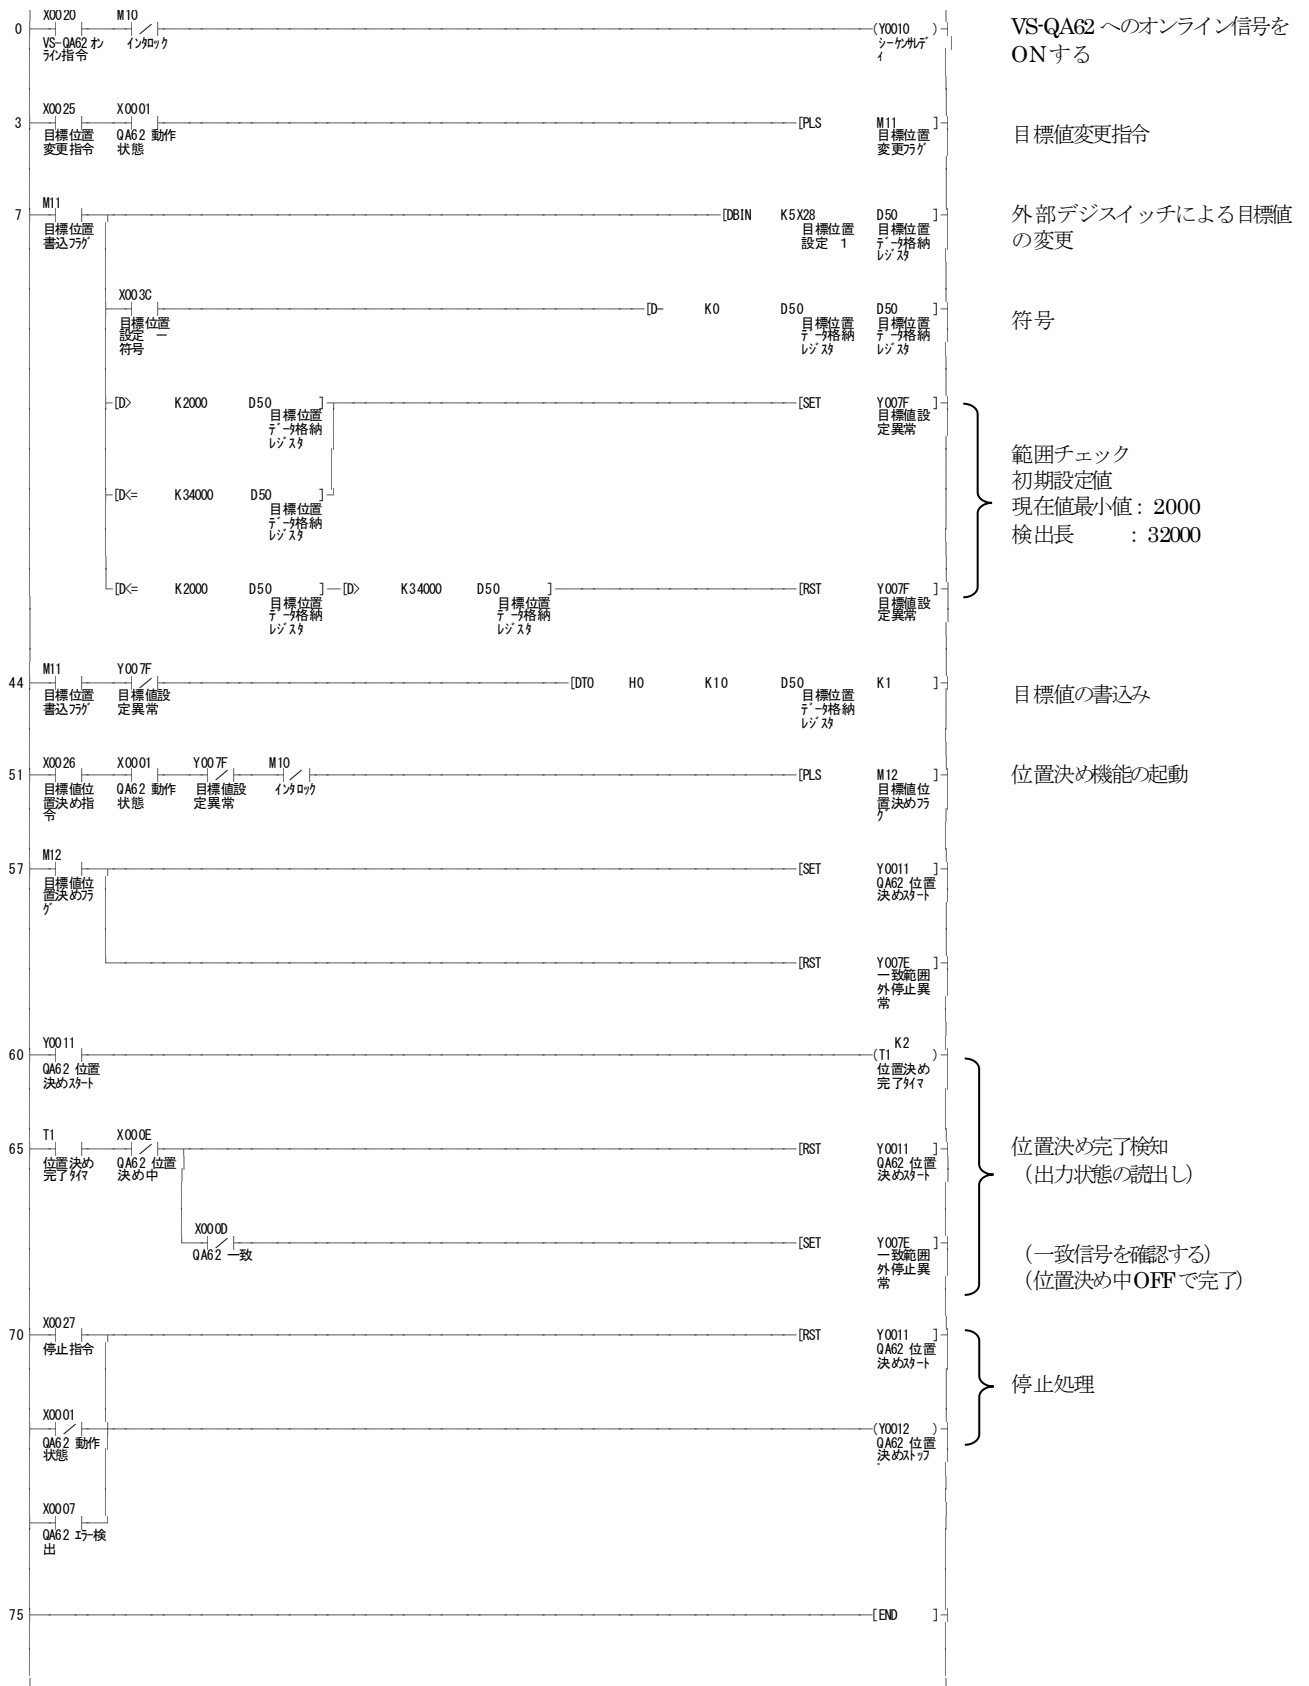 X0020 M10
0 (Y0010 ) VS-QA62 へのオンライン信号を
VS-QA62 オン インタロック シーケンサレディ ONする
ライン指令
X0025 X0001
3 [PLS M11 ] 目標値変更指令
目標位置 QA62 動作 目標位置
変更指令 状態 変更フラグ
M11
7 [DBIN K5X28 D50 ] 外部デジスイッチによる目標値
目標位置 目標位置 目標位置 の変更
書込フラグ 設定 1 データ格納
レジスタ
X003C
[D- K0 D50 D50 ] 符号
目標位置 目標位置 目標位置
設定 ー データ格納 データ格納
符号 レジスタ レジスタ
[D> K2000 D50 ] [SET Y007F ]
目標位置 目標値設
データ格納 定異常
レジスタ
範囲チェック
初期設定値
[D<= K34000 D50 ] 現在値最小値：2000
目標位置 検出長 ：32000
データ格納
レジスタ
[D<= K2000 D50 ] [D> K34000 D50 ] [RST Y007F ]
目標位置 目標位置 目標値設
データ格納 データ格納 定異常
レジスタ レジスタ
M11 Y007F
44 [DTO H0 K10 D50 K1 ] 目標値の書込み
目標位置 目標値設 目標位置
書込フラグ 定異常 データ格納
レジスタ
X0026 X0001 Y007F M10
51 [PLS M12 ] 位置決め機能の起動
目標値位 QA62 動作 目標値設 インタロック 目標値位
置決め指 状態 定異常 置決めフラ
令 グ
M12
57 [SET Y0011 ]
目標値位 QA62 位置
置決めフラ 決めスタート
グ
[RST Y007E ]
一致範囲
外停止異
常
Y0011 K2
60 (T1 )
QA62 位置 位置決め
決めスタート 完了タイマ
T1 X000E
65 [RST Y0011 ] 位置決め完了検知
位置決め QA62 位置 QA62 位置 （出力状態の読出し）
完了タイマ 決め中 決めスタート
X000D
[SET Y007E ] （一致信号を確認する）
QA62 一致 一致範囲 （位置決め中OFFで完了）
外停止異
常
X0027
70 [RST Y0011 ]
停止指令 QA62 位置
決めスタート
停止処理
X0001
(Y0012 )
QA62 動作 QA62 位置
状態 決めストップ
X0007
QA62 エラー検
出
75 [END ]